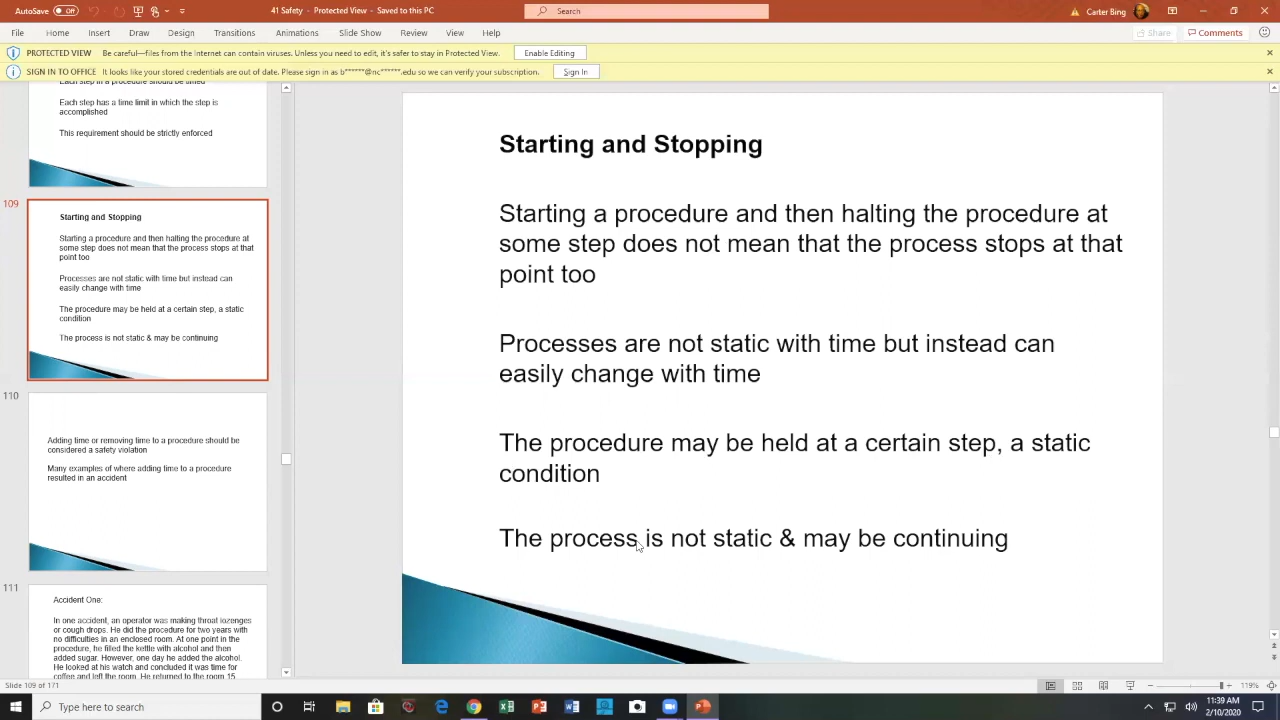 AutoSave Off
41 Safety - Protected View - Saved to this PC
Search
Carter Bing
File Home Insert Draw Design Transitions Animations Slide Show Review View Help
Share Comments
PROTECTED VIEW Be careful—files from the Internet can contain viruses. Unless you need to edit, it's safer to stay in Protected View. Enable Editing
SIGN IN TO OFFICE It looks like your stored credentials are out of date. Please sign in as b******@nc******.edu so we can verify your subscription. Sign In
Each step in a procedure should be timed
Each step has a time limit in which the step is
accomplished
This requirement should be strictly enforced
109
Starting and Stopping
Starting a procedure and then halting the procedure at
some step does not mean that the process stops at that
point too
Processes are not static with time but instead can
easily change with time
The procedure may be held at a certain step, a static
condition
The process is not static & may be continuing
110
Adding time or removing time to a procedure should be
considered a safety violation
Many examples of where adding time to a procedure
resulted in an accident
111
Accident One:
In one accident, an operator was making throat lozenges
or cough drops. He did the procedure for two years with
no difficulties in an enclosed room. At one point in the
procedure, he filled the kettle with alcohol and then
added sugar. However, one day he added the alcohol.
He looked at his watch and concluded it was time for
coffee and left the room. He returned to the room 15
Starting and Stopping
Starting a procedure and then halting the procedure at
some step does not mean that the process stops at that
point too
Processes are not static with time but instead can
easily change with time
The procedure may be held at a certain step, a static
condition
The process is not static & may be continuing
Slide 109 of 171
119%
Type here to search
11:39 AM
2/10/2020